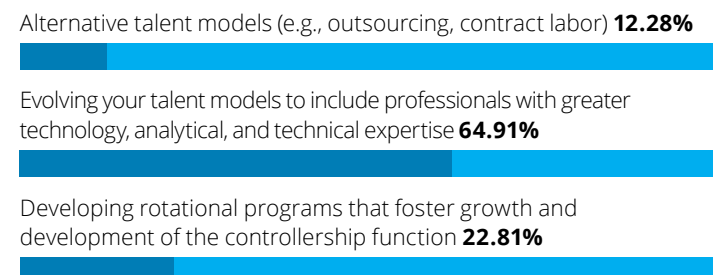 Alternative talent models (e.g., outsourcing, contract labor) 12.28%
Evolving your talent models to include professionals with greater
technology, analytical, and technical expertise 64.91%
Developing rotational programs that foster growth and
development of the controllership function 22.81%